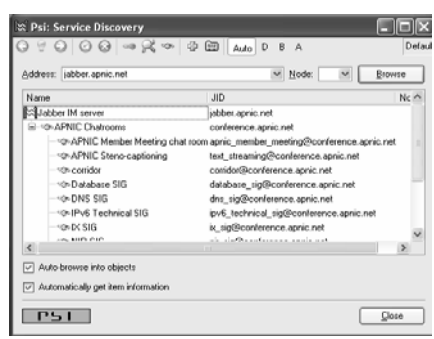 Psi: Service Discovery
Auto D B A Defaul
Address: jabber.apnic.net Node: Browse
Name JID
Jabber IM server jabber.apnic.net
APNIC Chatrooms conference.apnic.net
APNIC Member Meeting chat room apnic_member_meeting@conference.apnic.net
APNIC Steno-captioning text_streaming@conference.apnic.net
corridor corridor@conference.apnic.net
Database SIG database_sig@conference.apnic.net
DNS SIG dns_sig@conference.apnic.net
IPv6 Technical SIG ipv6_technical_sig@conference.apnic.net
IX SIG ix_sig@conference.apnic.net
Auto-browse into objects
Automatically get item information
PSI Close